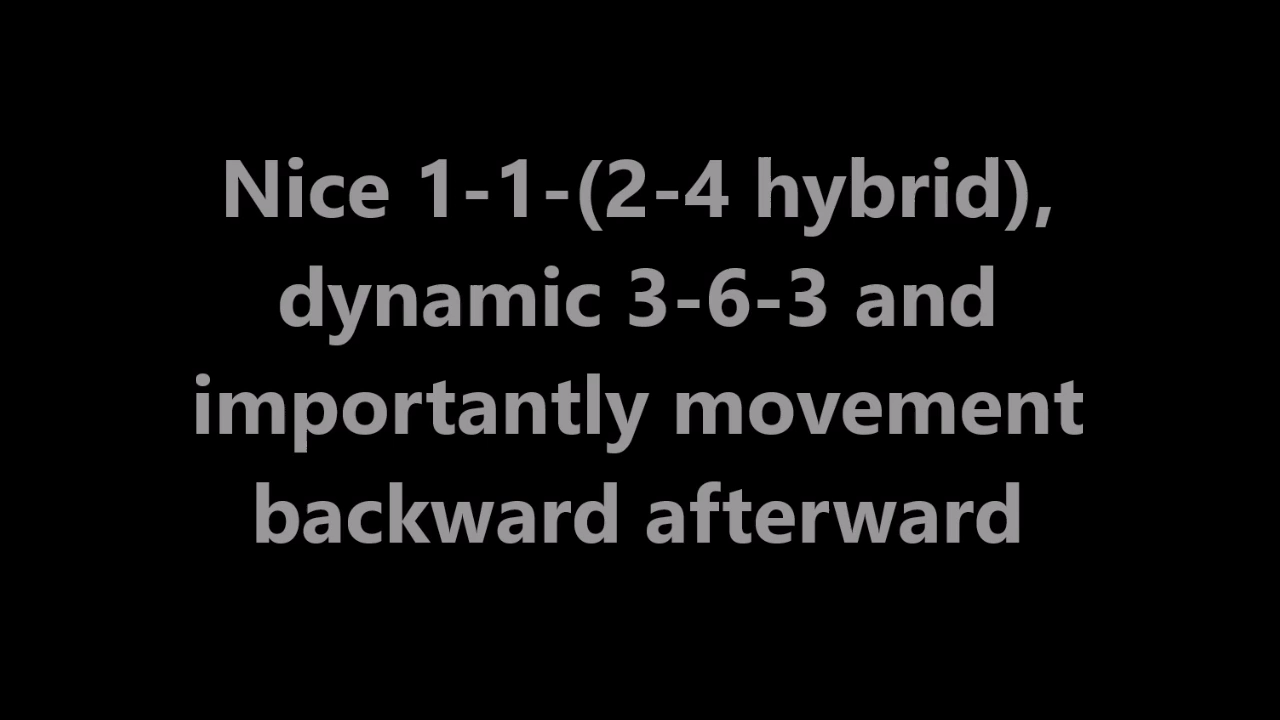 Nice 1-1-(2-4 hybrid),
dynamic 3-6-3 and
importantly movement
backward afterward